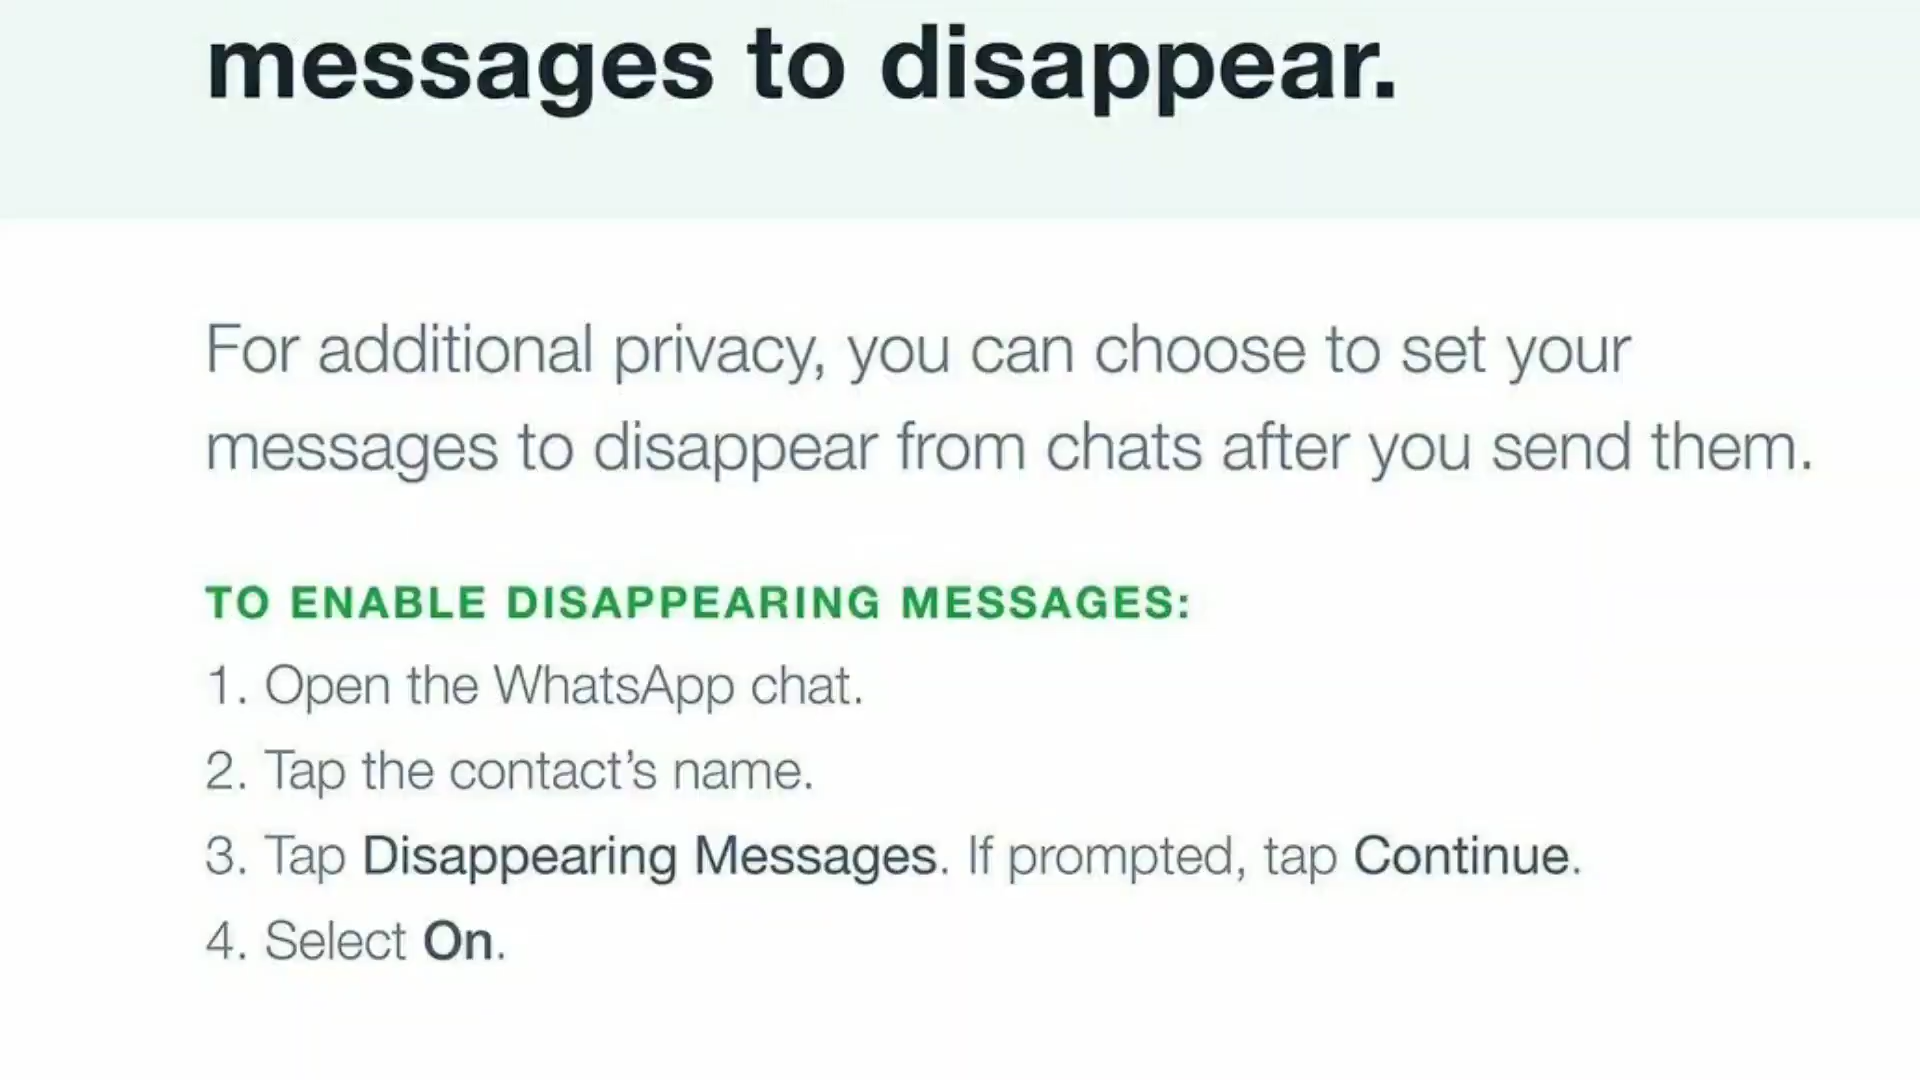 messages to disappear.
For additional privacy, you can choose to set your
messages to disappear from chats after you send them.
TO ENABLE DISAPPEARING MESSAGES:
1. Open the WhatsApp chat.
2. Tap the contact’s name.
3. Tap Disappearing Messages. If prompted, tap Continue.
4. Select On.